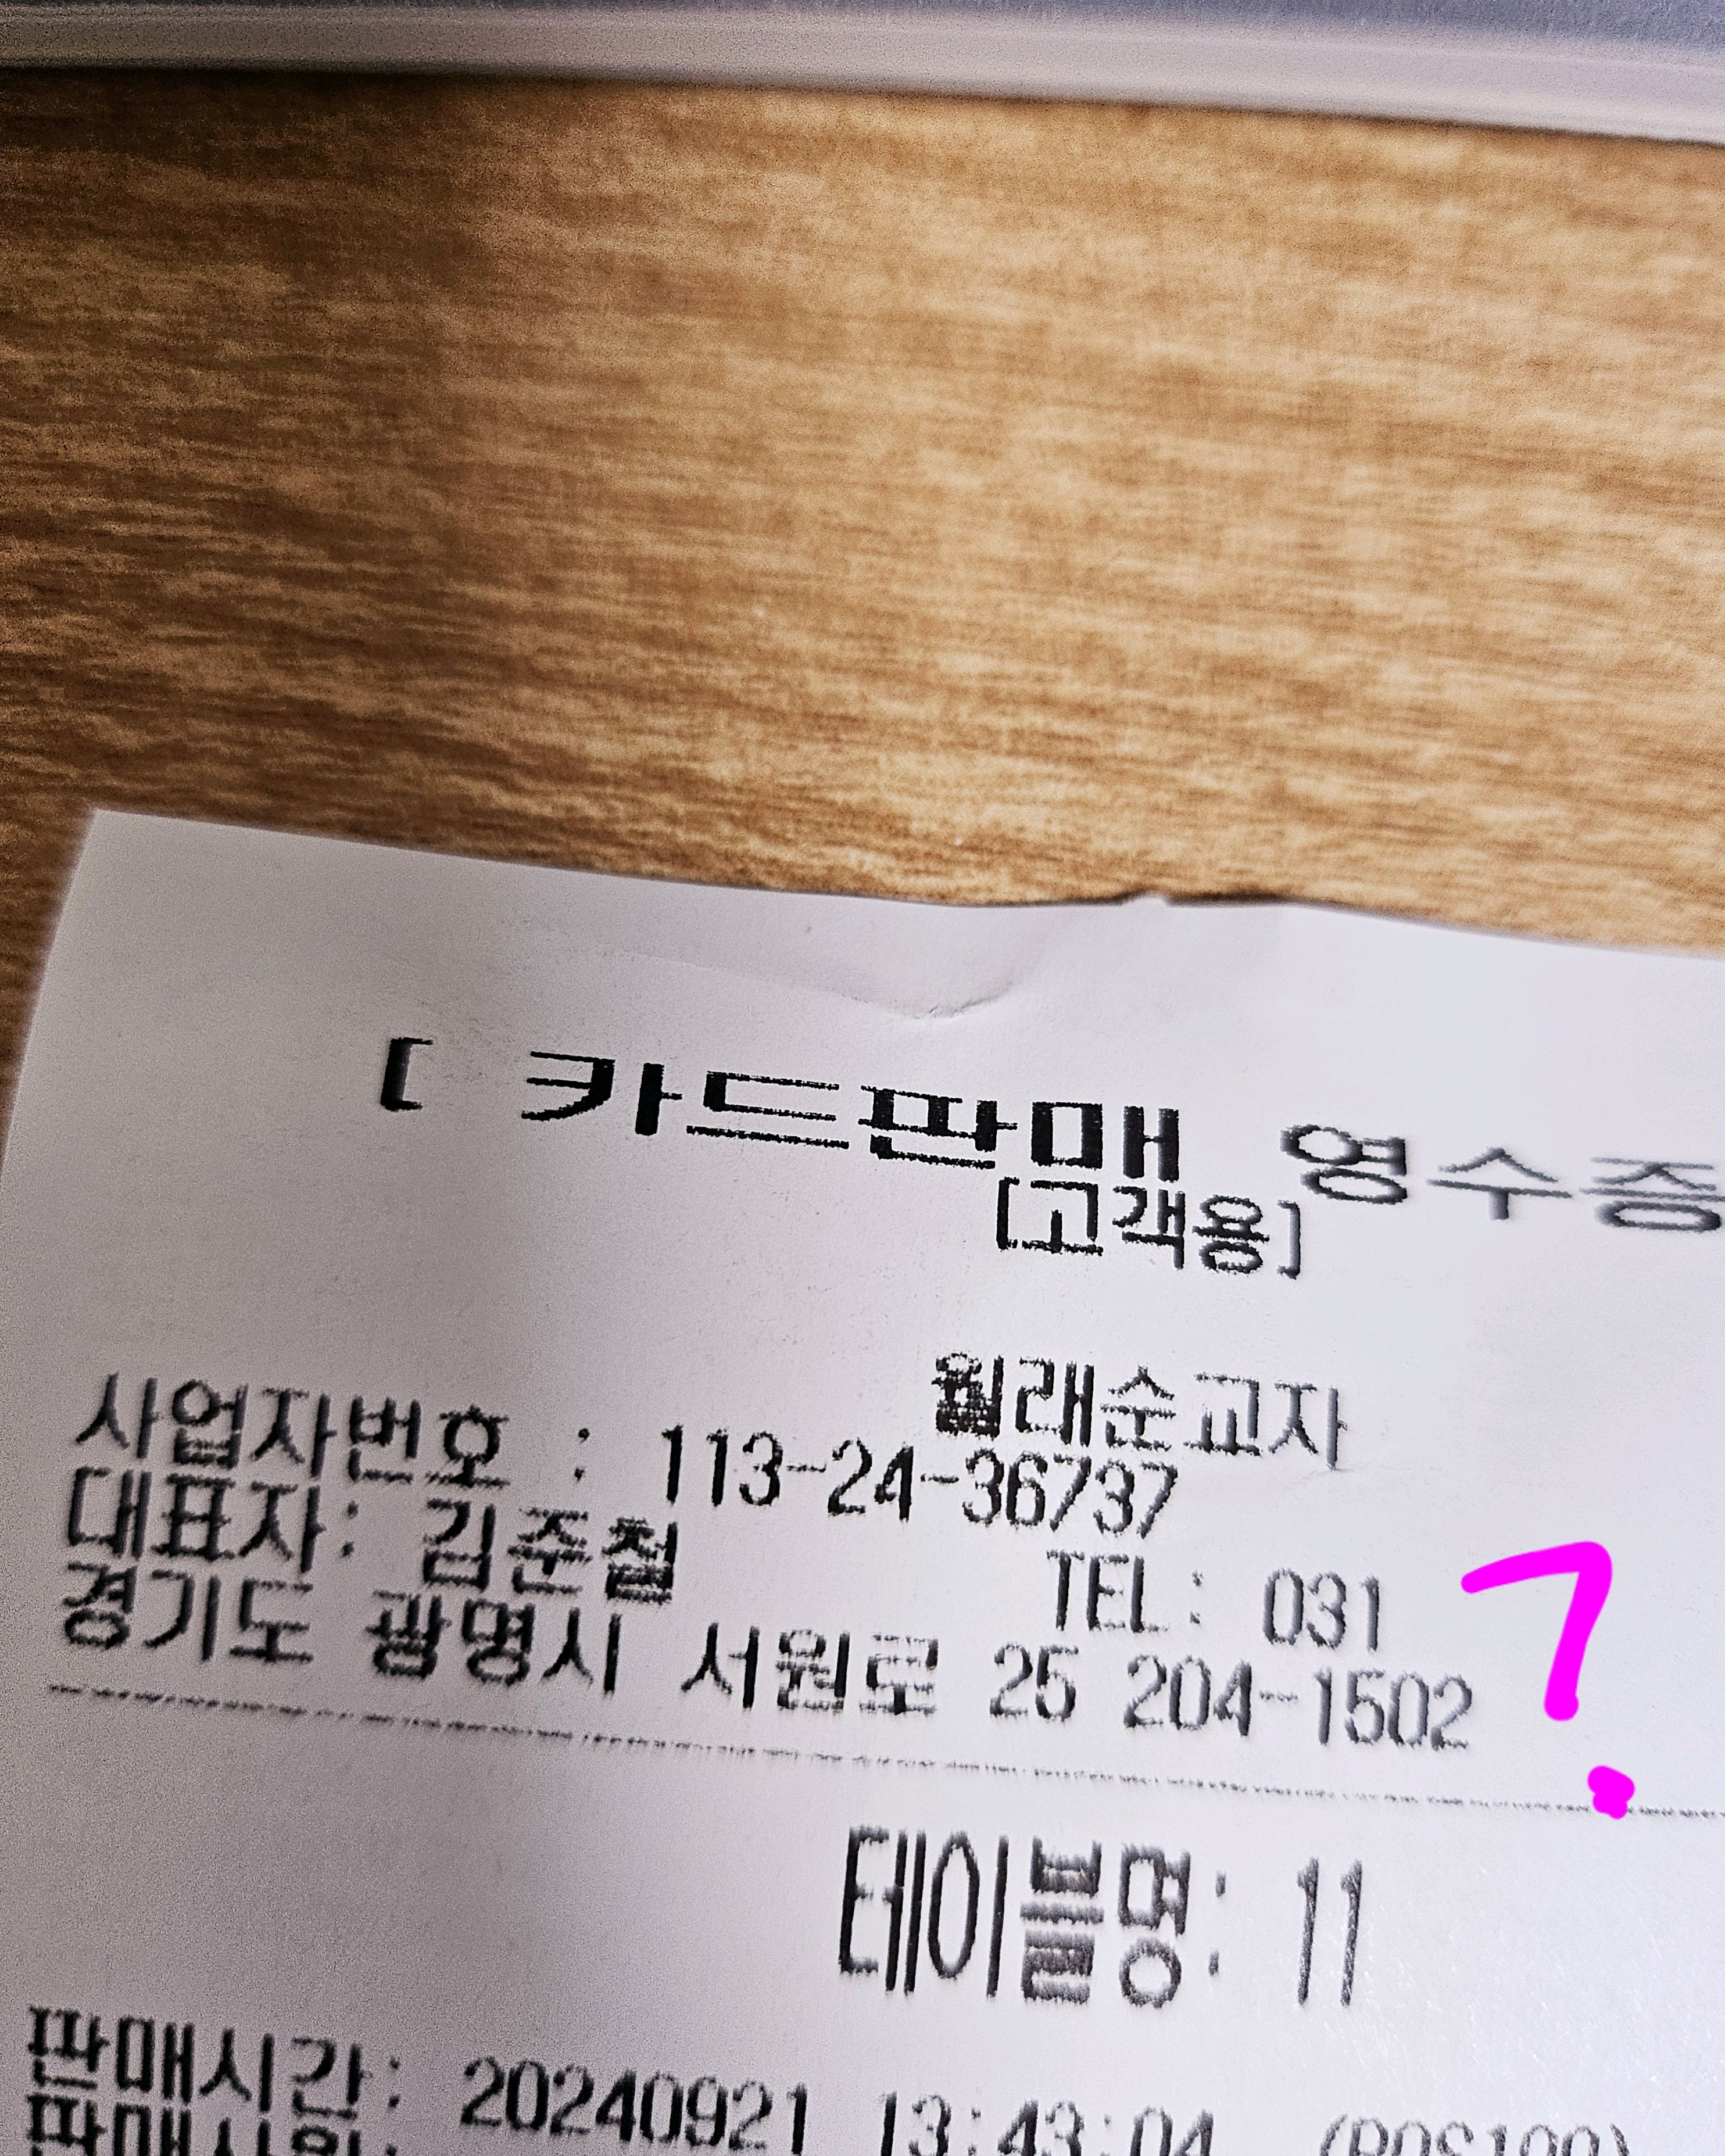 [ 카드판매 영수증
[고객용]
월래순교자
사업자번호 : 113-24-36737
대표자: 김준철 TEL: 031
경기도 광명시 서원로 25 204-1502
?
테이블명: 11
판매시간: 20240921 13:43:04 (POS100)